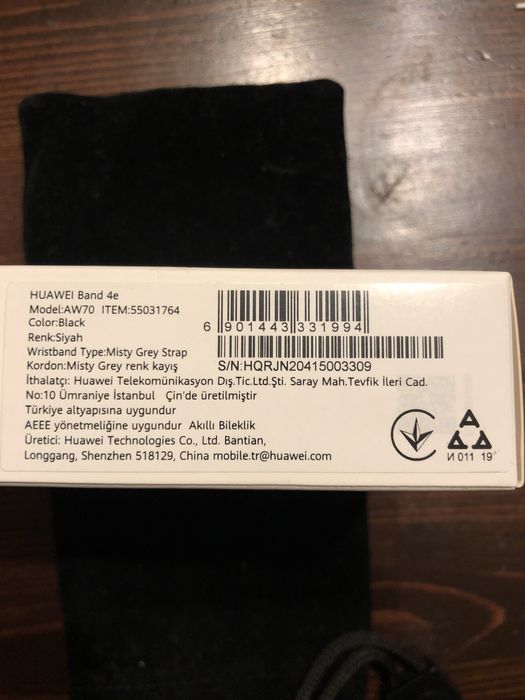 HUAWEI Band 4e
Model:AW70 ITEM:55031764
Color:Black
Renk:Siyah
Wristband Type:Misty Grey Strap
Kordon:Misty Grey renk kayış
6 901443 331994
S/N:HQRJN20415003309
İthalatçı: Huawei Telekomünikasyon Dış.Tic.Ltd.Şti. Saray Mah.Tevfik İleri Cad.
No:10 Ümraniye İstanbul Çin'de üretilmiştir
Türkiye altyapısına uygundur
AEEE yönetmeliğine uygundur Akıllı Bileklik
Üretici: Huawei Technologies Co., Ltd. Bantian,
Longgang, Shenzhen 518129, China mobile.tr@huawei.com
И 011 19